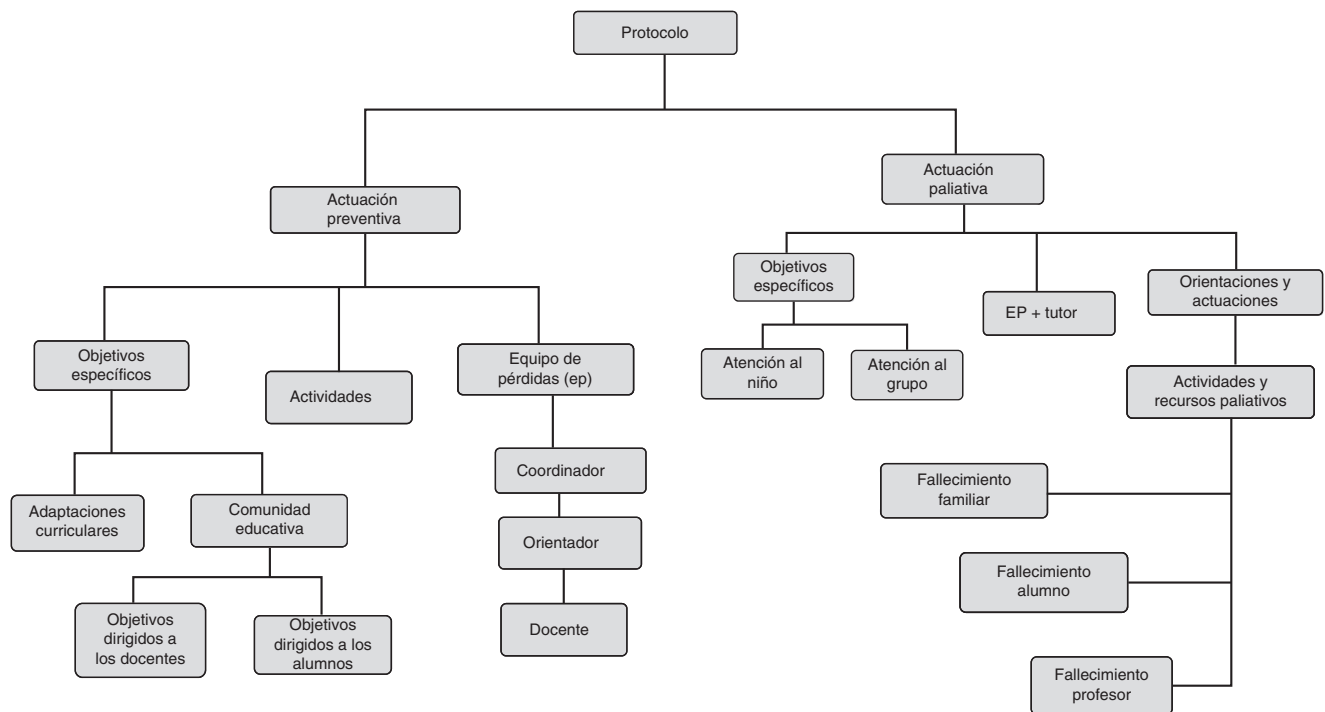 Protocolo
Actuación
preventiva
Actuación
paliativa
Objetivos
específicos
Actividades
Equipo de
pérdidas (ep)
Adaptaciones
curriculares
Comunidad
educativa
Objetivos
dirigidos a
los docentes
Objetivos
dirigidos a los
alumnos
Coordinador
Orientador
Docente
Objetivos
específicos
EP + tutor
Orientaciones y
actuaciones
Atención al
niño
Atención al
grupo
Actividades y
recursos paliativos
Fallecimiento
familiar
Fallecimiento
alumno
Fallecimiento
profesor